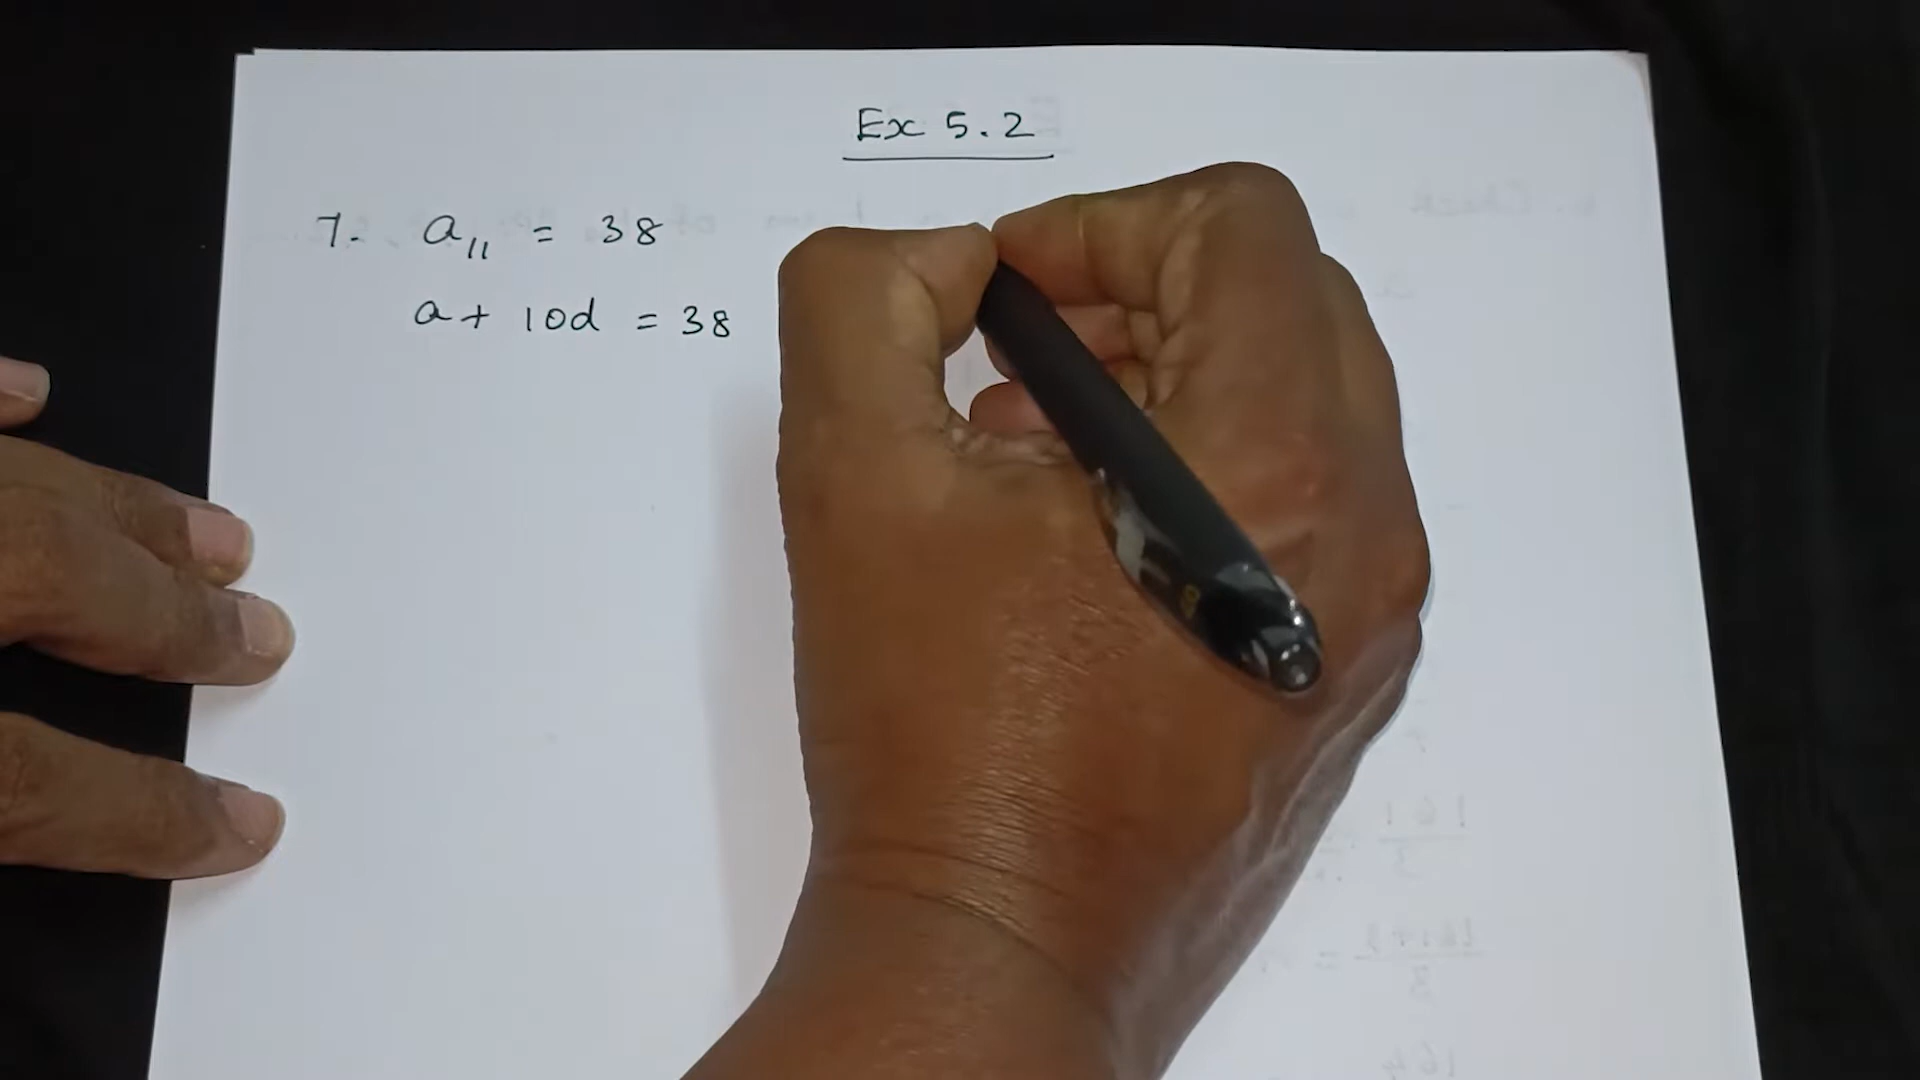 Ex 5.2
7. a₁₁ = 38
a + 10d = 38